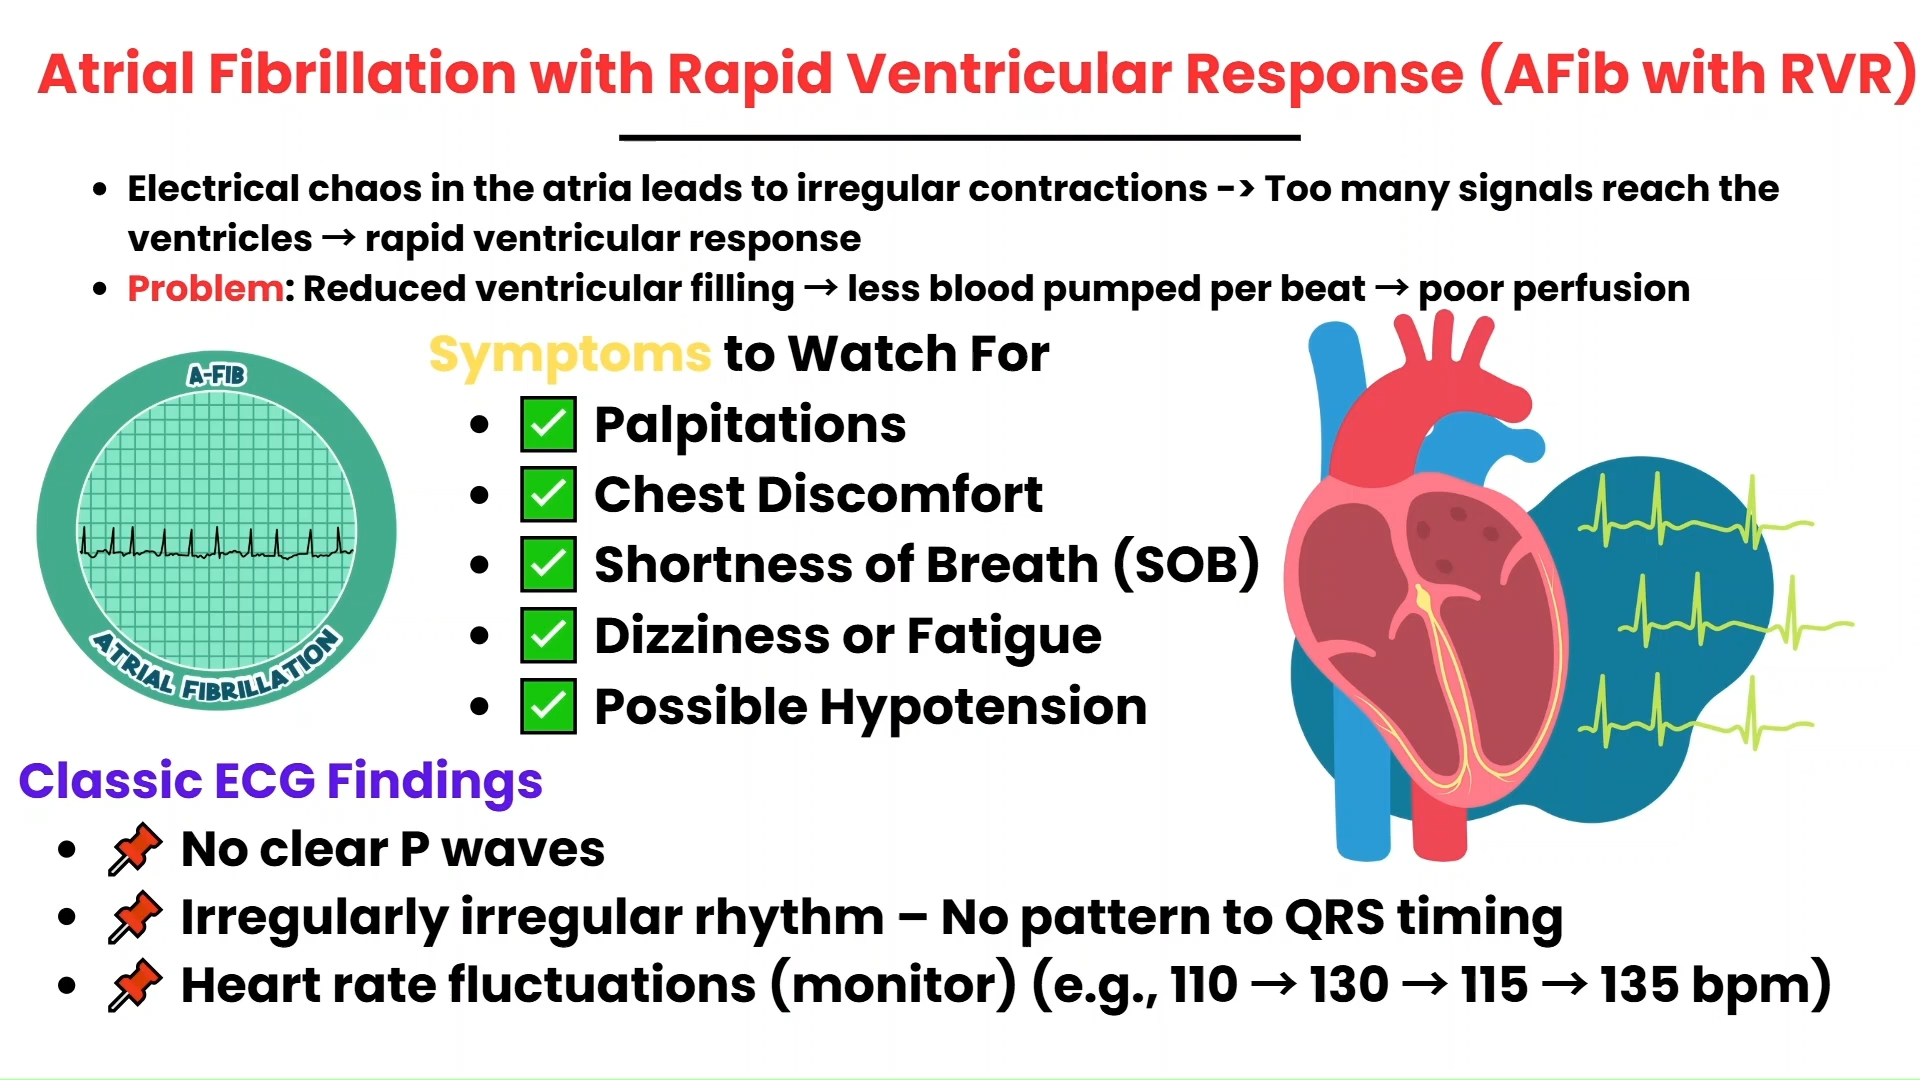 Atrial Fibrillation with Rapid Ventricular Response (AFib with RVR)
• Electrical chaos in the atria leads to irregular contractions -> Too many signals reach the
ventricles → rapid ventricular response
• Problem: Reduced ventricular filling → less blood pumped per beat → poor perfusion
A-FIB
ATRIAL FIBRILLATION
Symptoms to Watch For
• ✅ Palpitations
• ✅ Chest Discomfort
• ✅ Shortness of Breath (SOB)
• ✅ Dizziness or Fatigue
• ✅ Possible Hypotension
Classic ECG Findings
• 📌 No clear P waves
• 📌 Irregularly irregular rhythm – No pattern to QRS timing
• 📌 Heart rate fluctuations (monitor) (e.g., 110 → 130 → 115 → 135 bpm)